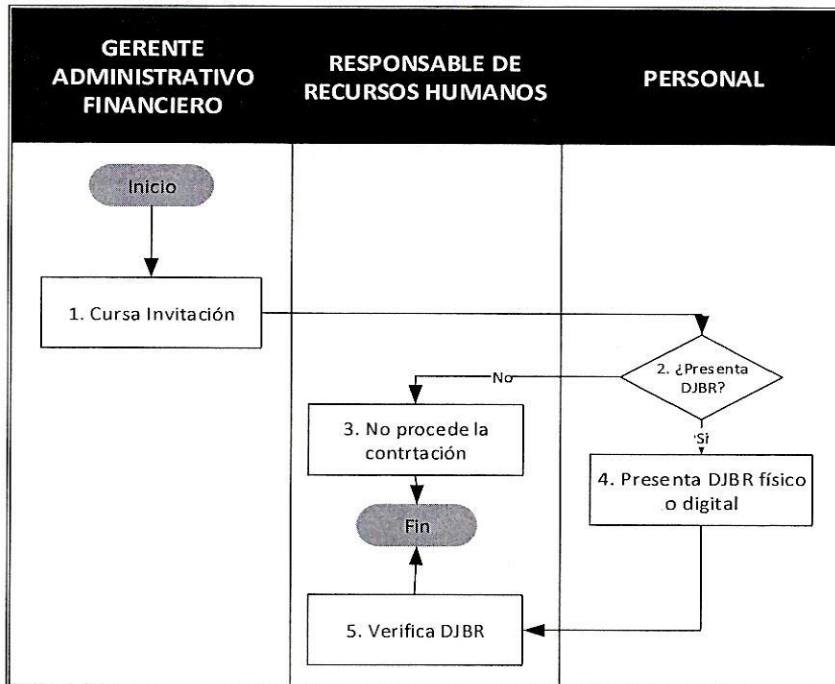 GERENTE
ADMINISTRATIVO
FINANCIERO
RESPONSABLE DE
RECURSOS HUMANOS
PERSONAL
Inicio
1. Cursa Invitación
2. ¿Presenta
DJBR?
No
3. No procede la
contrtación
Si
4. Presenta DJBR físico
o digital
Fin
5. Verifica DJBR